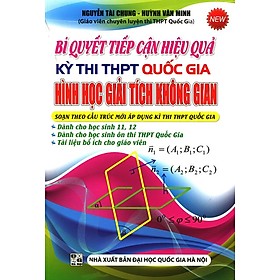 NGUYỄN TÀI CHUNG - HUỲNH VĂN MINH
(Giáo viên chuyên luyện thi THPT Quốc Gia)
NEW
BÍ QUYẾT TIẾP CẬN HIỆU QUẢ
KỲ THI THPT QUỐC GIA
HÌNH HỌC GIẢI TÍCH KHÔNG GIAN
SOẠN THEO CẤU TRÚC MỚI ÁP DỤNG KÌ THI THPT QUỐC GIA
- Dành cho học sinh 11, 12
- Dành cho học sinh ôn thi THPT Quốc Gia
- Tài liệu bổ ích cho giáo viên
n₁ = (A₁; B₁; C₁)
n₂ = (A₂; B₂; C₂)
0° ≤ φ ≤ 90°
NHÀ XUẤT BẢN ĐẠI HỌC QUỐC GIA HÀ NỘI